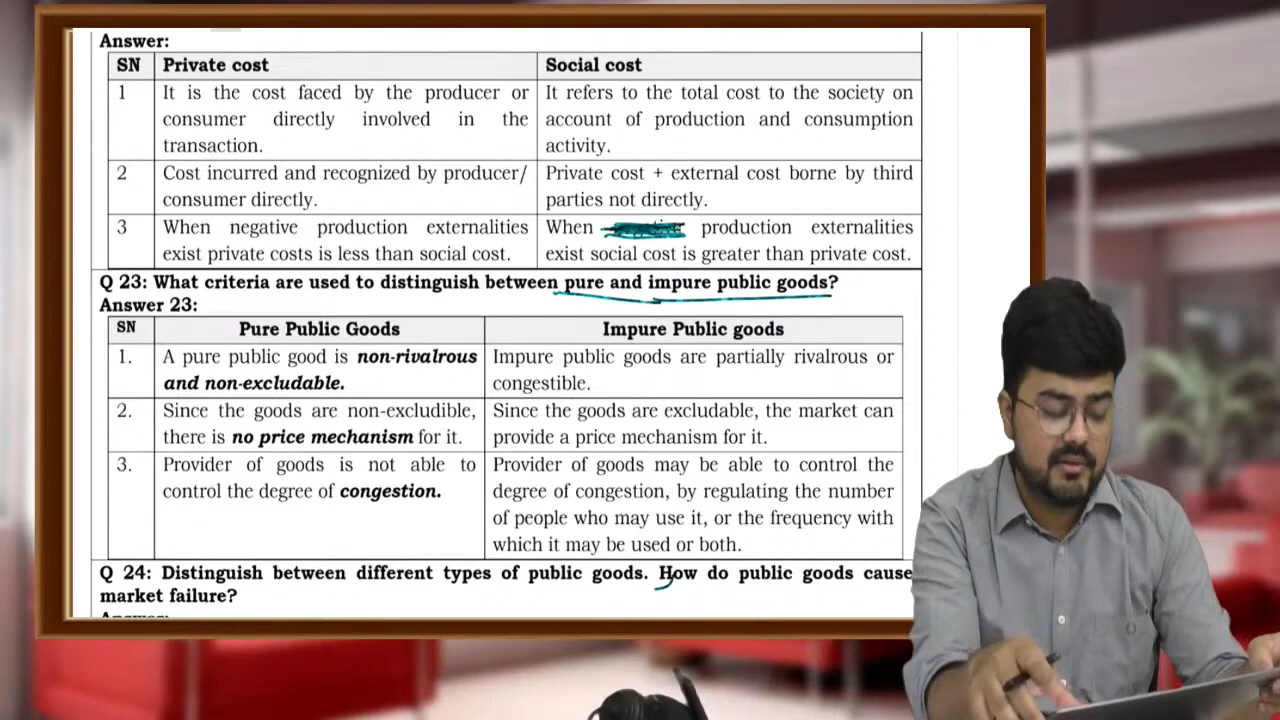 Answer:
SN Private cost Social cost
1 It is the cost faced by the producer or
consumer directly involved in the
transaction.
It refers to the total cost to the society on
account of production and consumption
activity.
2 Cost incurred and recognized by producer/
consumer directly.
Private cost + external cost borne by third
parties not directly.
3 When negative production externalities
exist private costs is less than social cost.
When production externalities
exist social cost is greater than private cost.
Q 23: What criteria are used to distinguish between pure and impure public goods?
Answer 23:
SN Pure Public Goods Impure Public goods
1. A pure public good is non-rivalrous
and non-excludable.
Impure public goods are partially rivalrous or
congestible.
2. Since the goods are non-excludible,
there is no price mechanism for it.
Since the goods are excludable, the market can
provide a price mechanism for it.
3. Provider of goods is not able to
control the degree of congestion.
Provider of goods may be able to control the
degree of congestion, by regulating the number
of people who may use it, or the frequency with
which it may be used or both.
Q 24: Distinguish between different types of public goods. How do public goods cause
market failure?